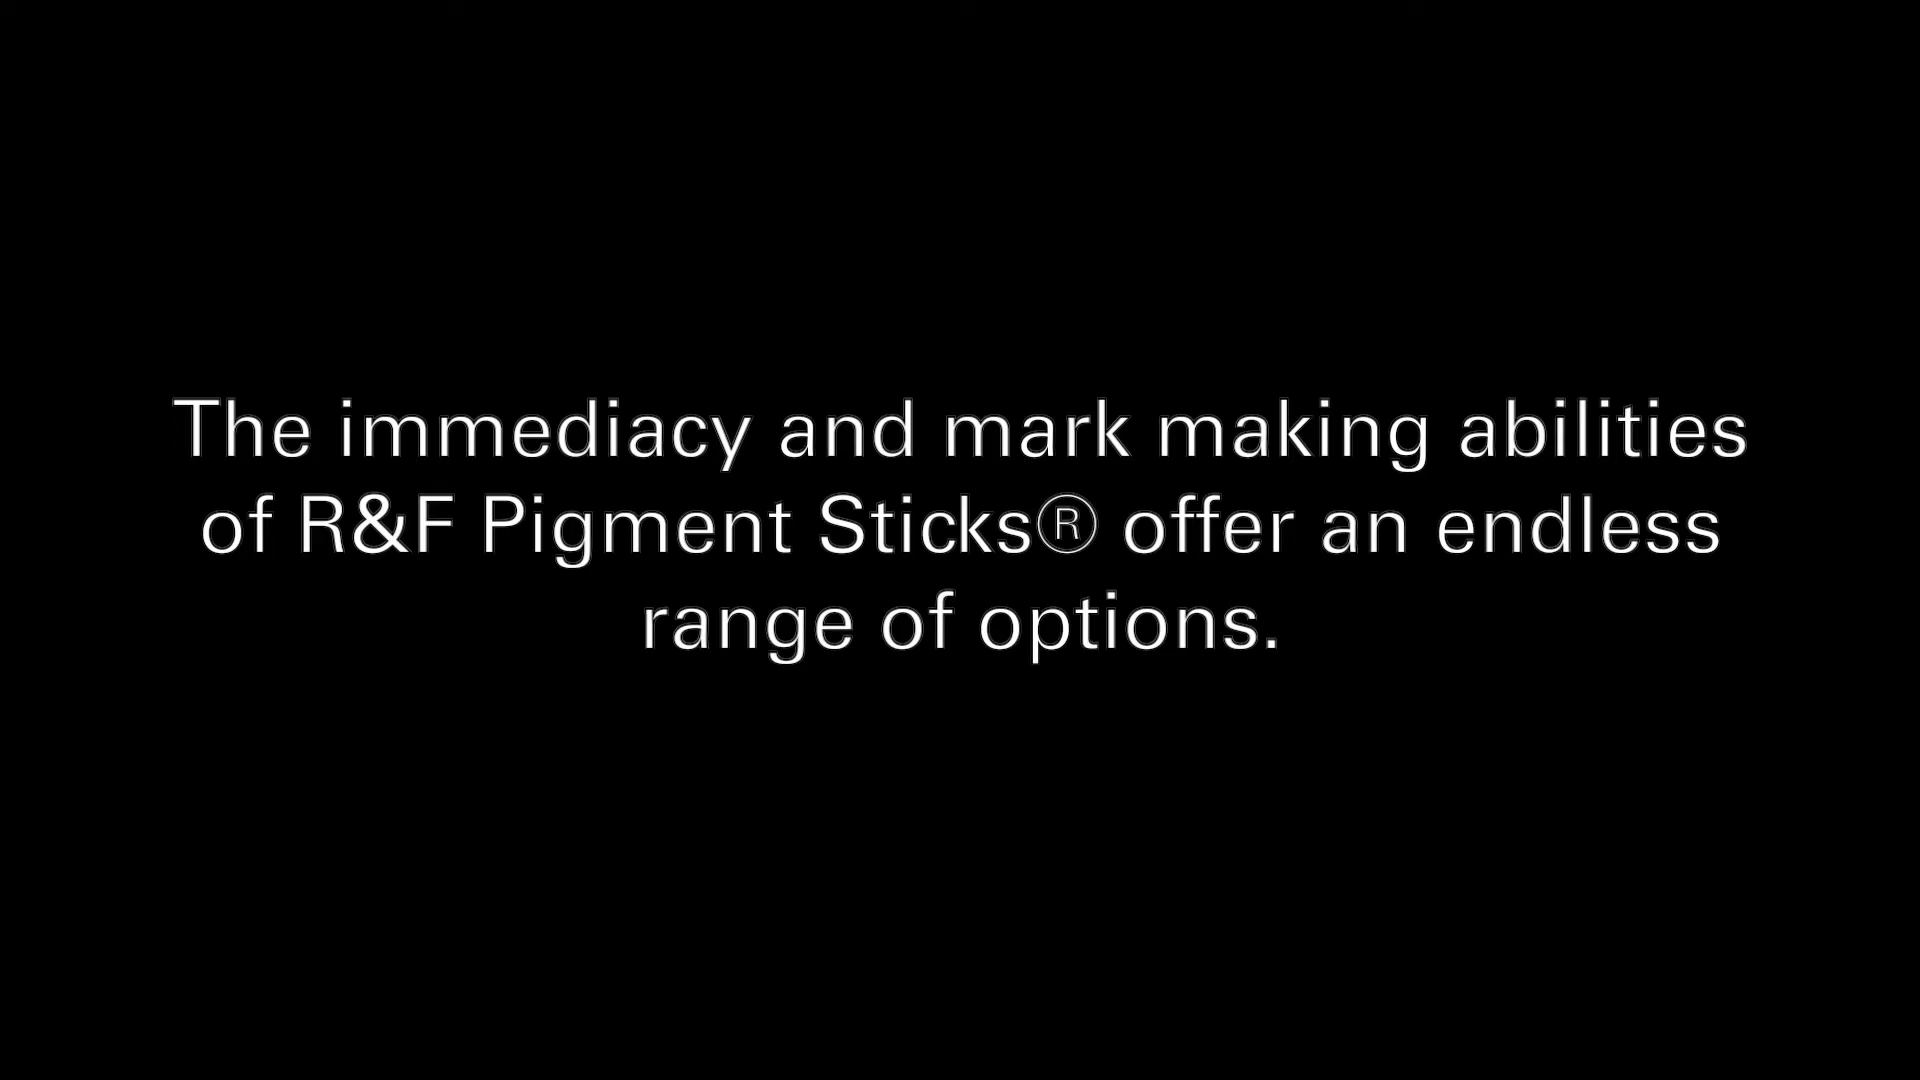 The immediacy and mark making abilities
of R&F Pigment Sticks® offer an endless
range of options.